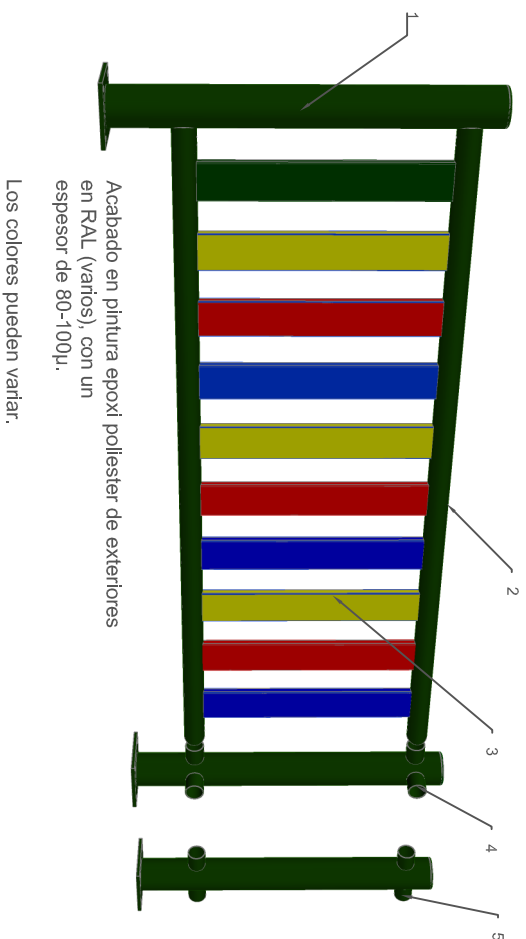 1
2
3
4
5
Acabado en pintura epoxi poliester de exteriores
en RAL (varios), con un
espesor de 80-100µ.
Los colores pueden variar.